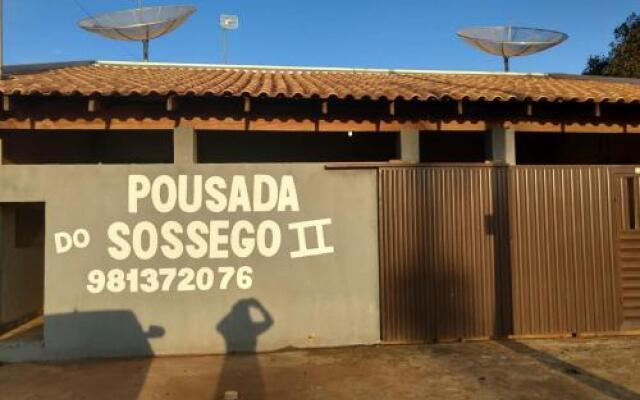 POUSADA
DO SOSSEGO II
981372076